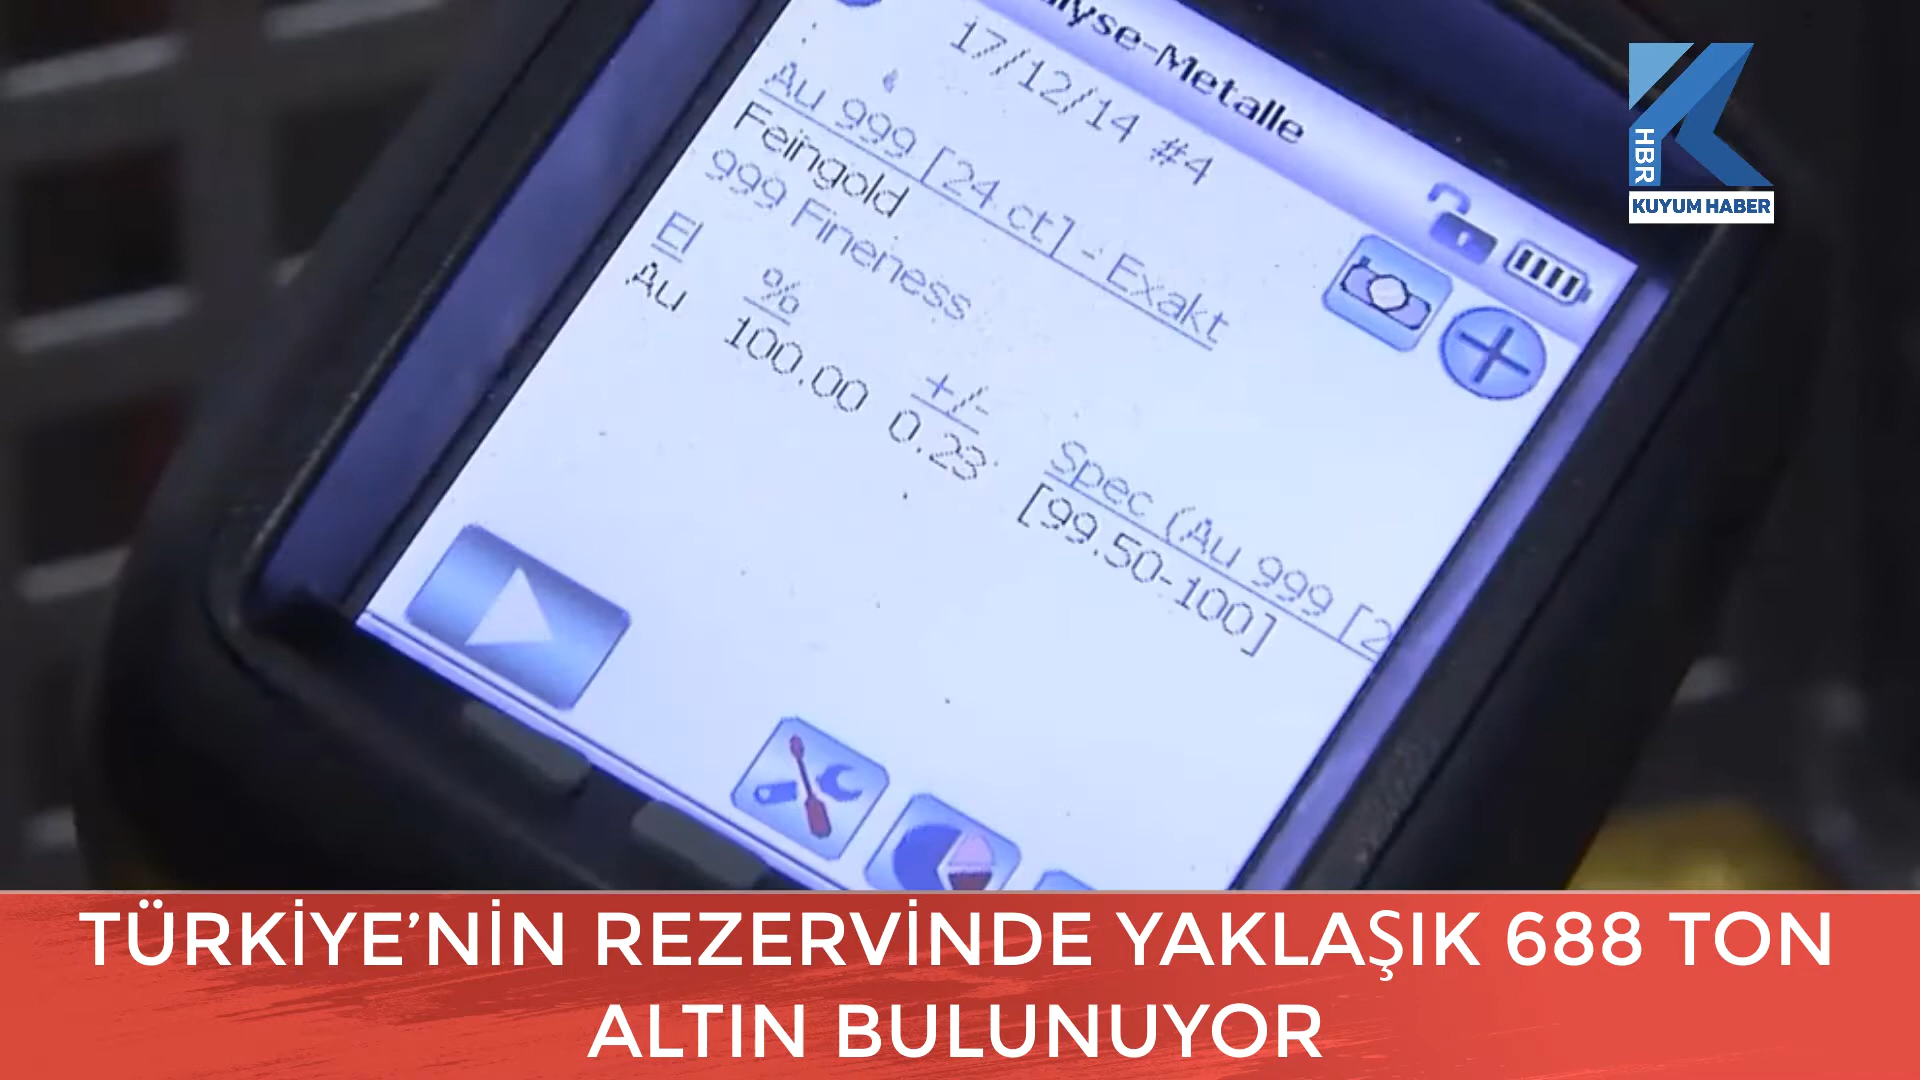 lyse-Metalle
17/12/14 #4
Au 999 [24 ct] - Exakt
Feingold
999 Fineness
El % +/- Spec (Au 999 [2
Au 100.00 0.23 [99.50-100]
HBR
KUYUM HABER
TÜRKİYE'NİN REZERVİNDE YAKLAŞIK 688 TON
ALTIN BULUNUYOR